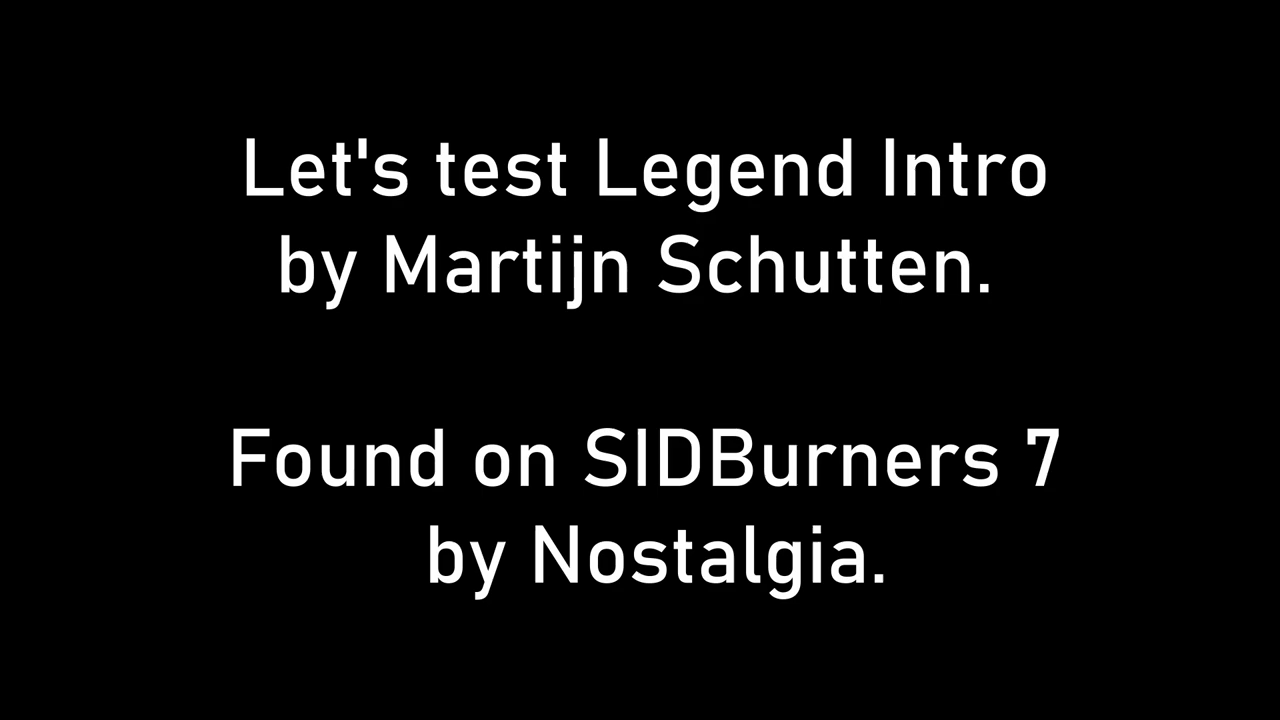 Let's test Legend Intro
by Martijn Schutten.
Found on SIDBurners 7
by Nostalgia.